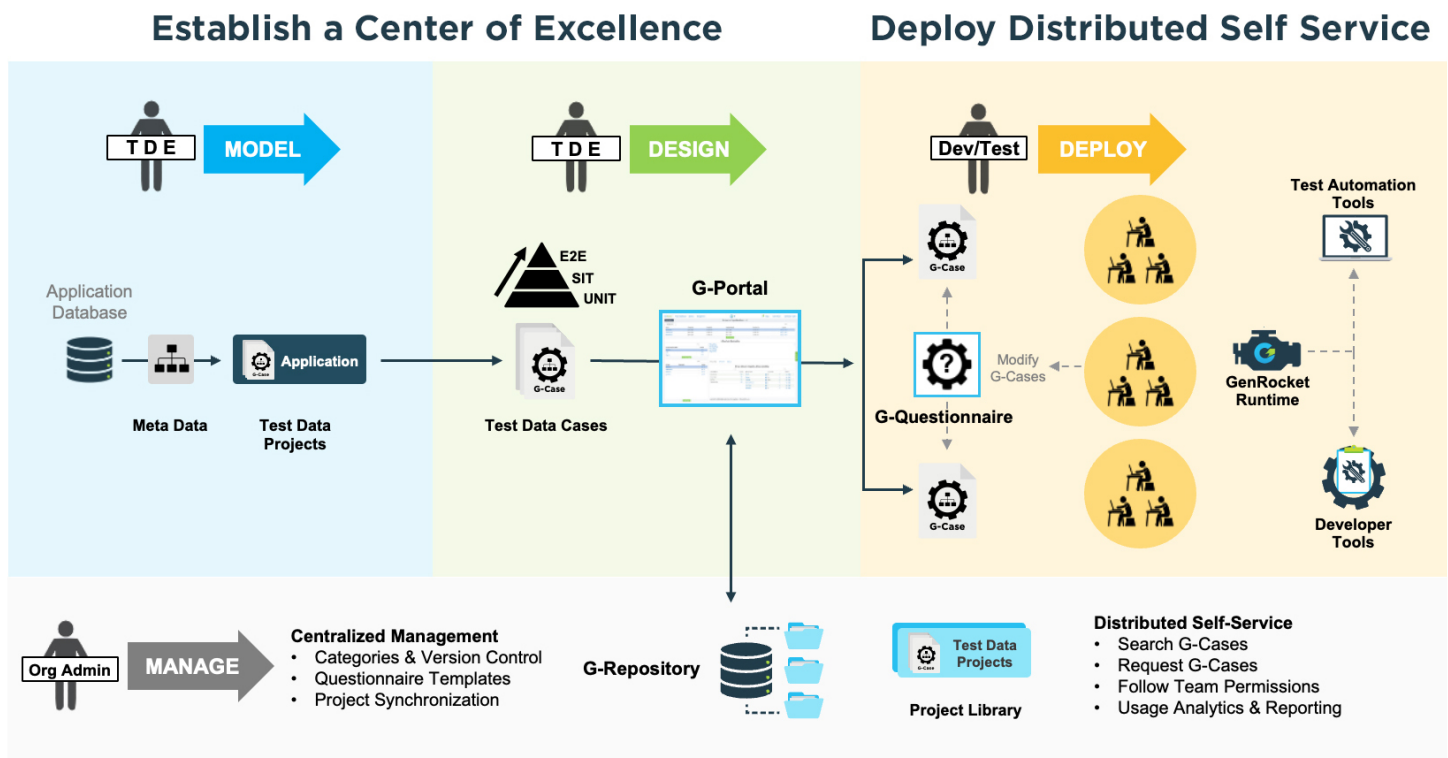 Establish a Center of Excellence
Deploy Distributed Self Service
T D E
MODEL
T D E
DESIGN
Dev/Test
DEPLOY
Application
Database
Meta Data
G-Case
Application
Test Data
Projects
E2E
SIT
UNIT
G-Case
Test Data Cases
G-Portal
G-Case
?
G-Questionnaire
G-Case
Modify
G-Cases
GenRocket
Runtime
Test Automation
Tools
Developer
Tools
Org Admin
MANAGE
Centralized Management
• Categories & Version Control
• Questionnaire Templates
• Project Synchronization
G-Repository
G-Case
Test Data
Projects
Project Library
Distributed Self-Service
• Search G-Cases
• Request G-Cases
• Follow Team Permissions
• Usage Analytics & Reporting